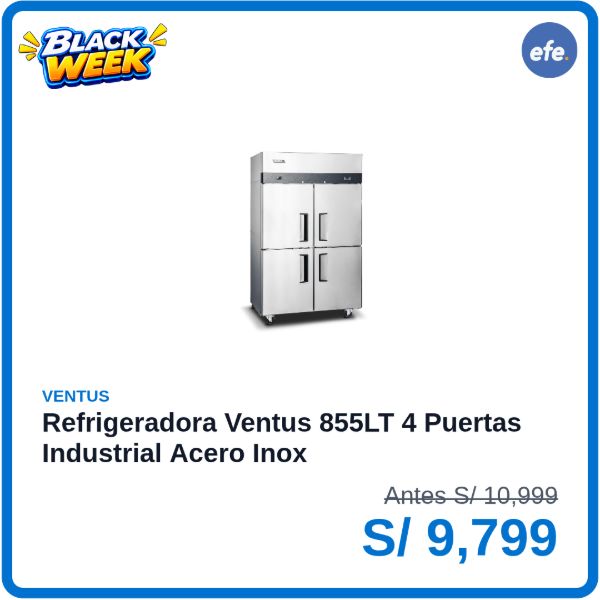 BLACK
WEEK
efe.
VENTUS
Refrigeradora Ventus 855LT 4 Puertas
Industrial Acero Inox
Antes S/ 10,999
S/ 9,799